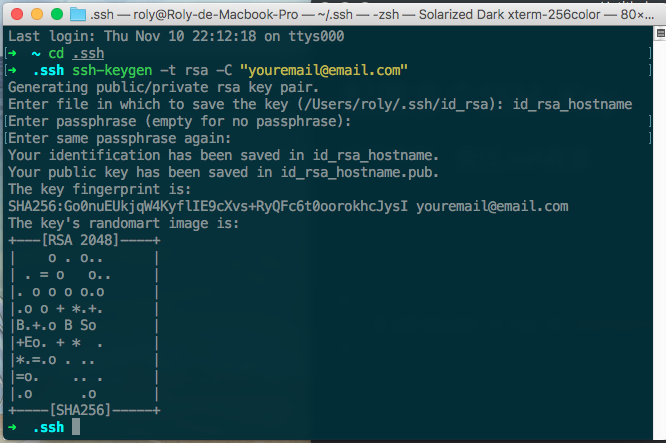 .ssh — roly@Roly-de-Macbook-Pro — ~/.ssh — -zsh — Solarized Dark xterm-256color — 80×...
Last login: Thu Nov 10 22:12:18 on ttys000
[➜  ~ cd .ssh ]
[➜  .ssh ssh-keygen -t rsa -C "youremail@email.com" ]
Generating public/private rsa key pair.
Enter file in which to save the key (/Users/roly/.ssh/id_rsa): id_rsa_hostname
[Enter passphrase (empty for no passphrase): ]
[Enter same passphrase again: ]
Your identification has been saved in id_rsa_hostname.
Your public key has been saved in id_rsa_hostname.pub.
The key fingerprint is:
SHA256:Go0nuEUkjqW4KyflIE9cXvs+RyQFc6t0oorokhcJysI youremail@email.com
The key's randomart image is:
+---[RSA 2048]----+
|     o . o..     |
| . = o   o..     |
|. o o o o.o      |
|.o o + *.+.      |
|B.+.o B So       |
|+Eo. + *  .      |
|*.=.o . ..       |
|=o.    .. .      |
|.o      .o       |
+----[SHA256]-----+
➜  .ssh